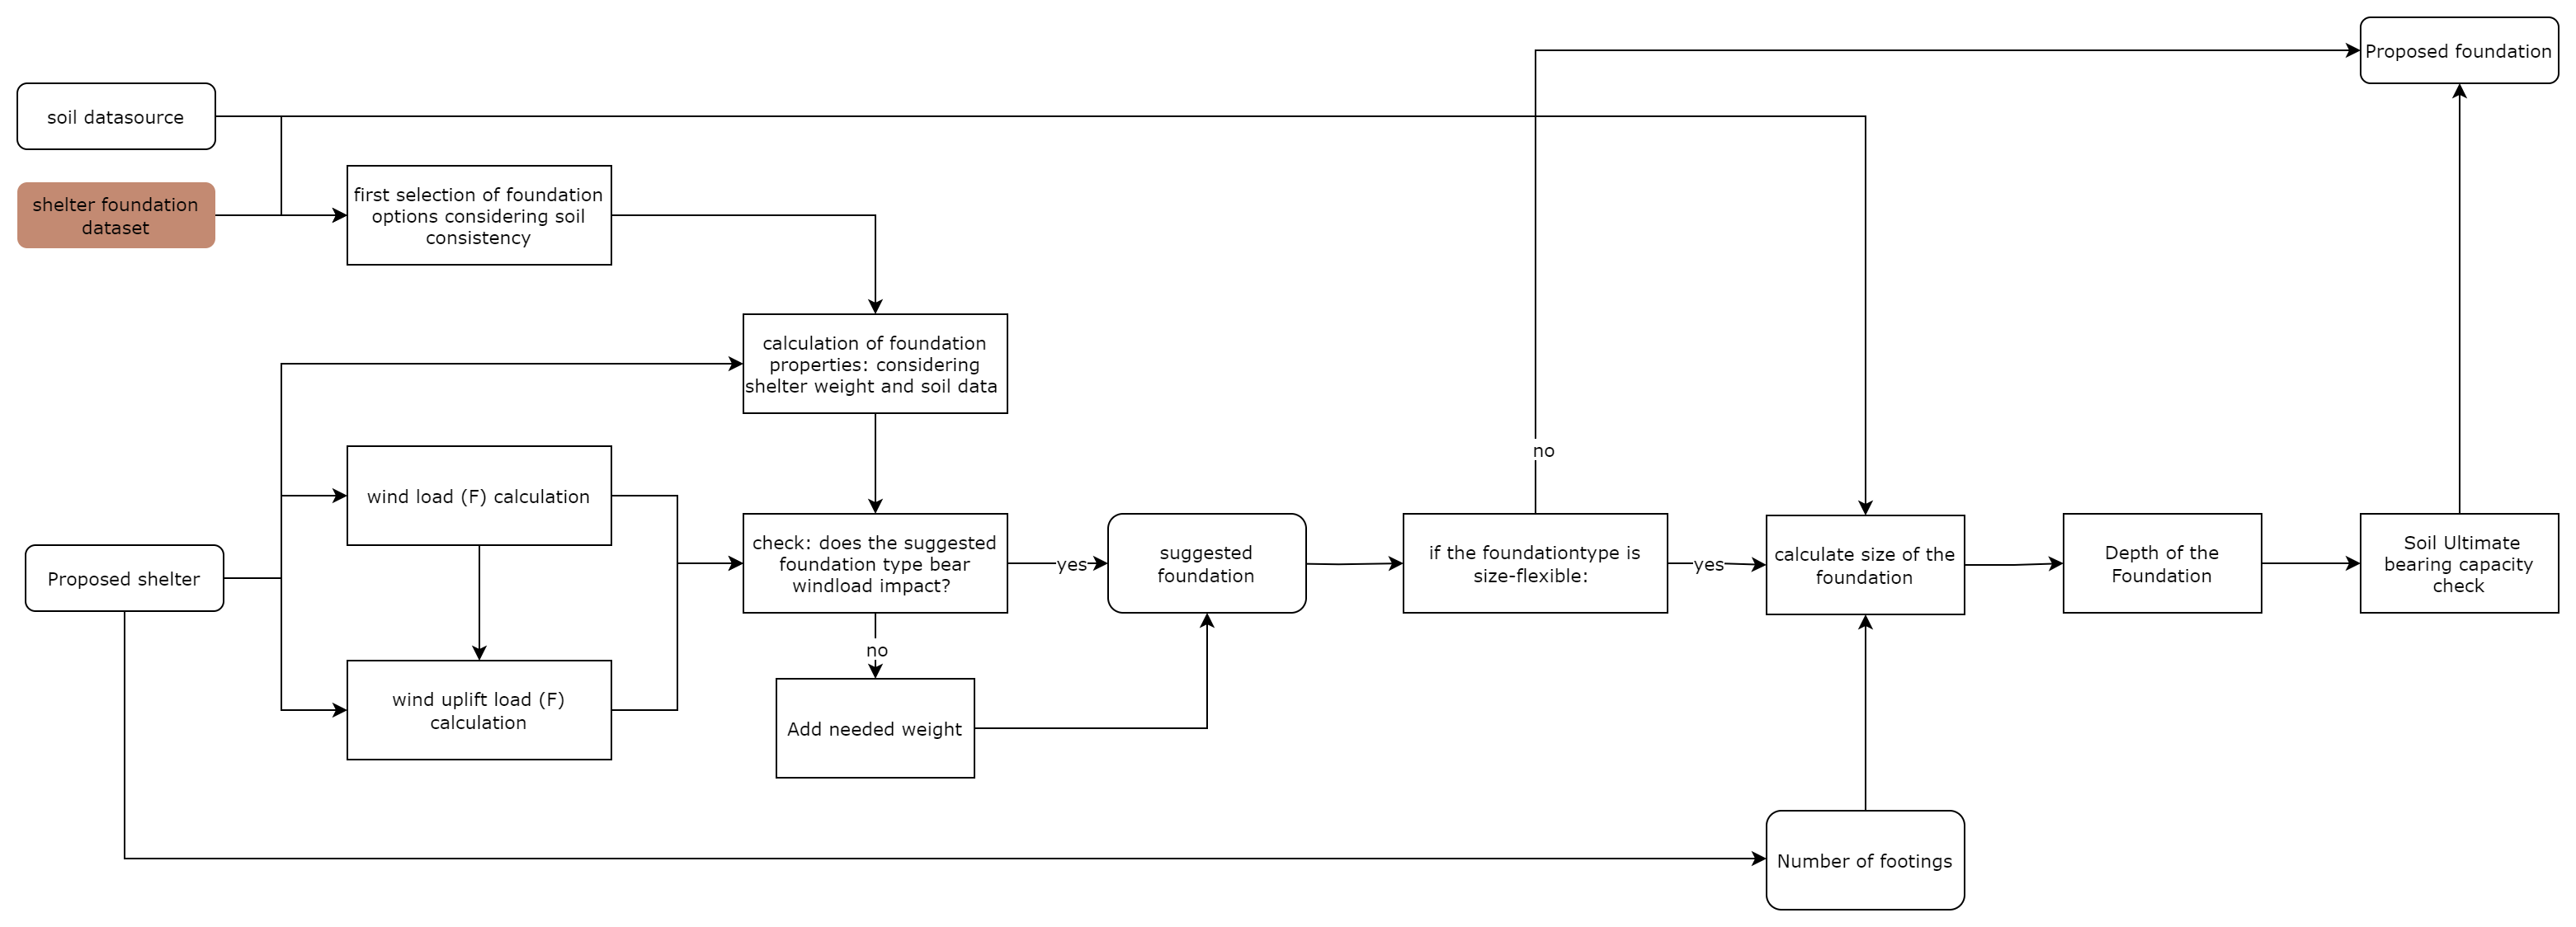 Proposed foundation
soil datasource
shelter foundation
dataset
first selection of foundation
options considering soil
consistency
calculation of foundation
properties: considering
shelter weight and soil data
no
wind load (F) calculation
check: does the suggested
foundation type bear
windload impact?
yes
suggested
foundation
if the foundationtype is
size-flexible:
yes
calculate size of the
foundation
Depth of the
Foundation
Soil Ultimate
bearing capacity
check
Proposed shelter
no
wind uplift load (F)
calculation
Add needed weight
Number of footings